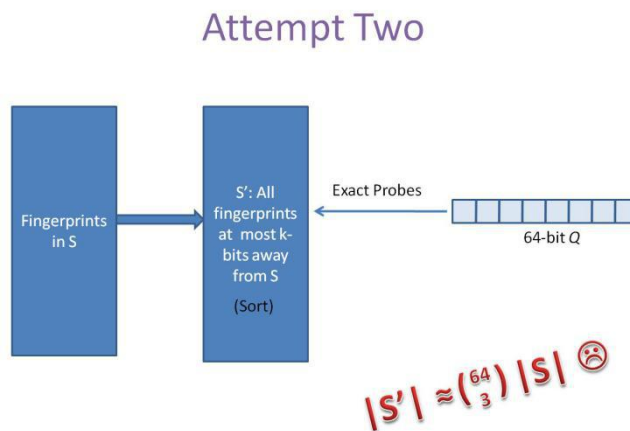 Attempt Two
Fingerprints
in S
S': All
fingerprints
at most k-
bits away
from S
(Sort)
Exact Probes
64-bit Q
|S'| ≈ (64 3) |S| ☹